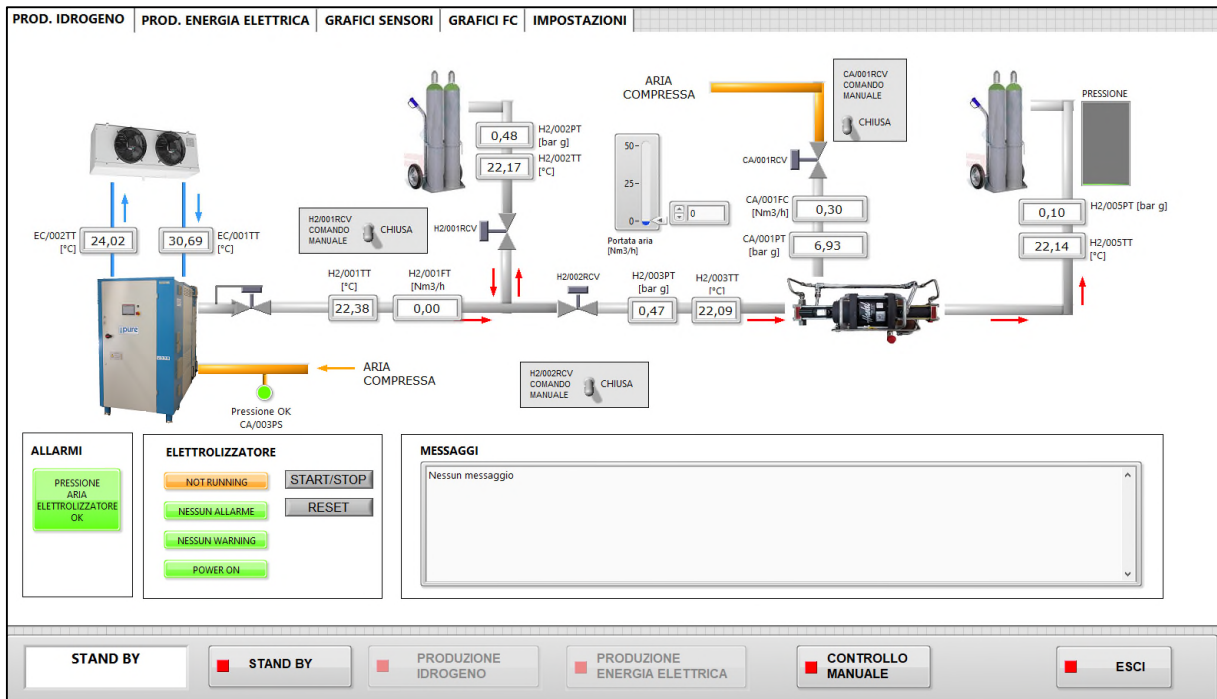 PROD. IDROGENO
PROD. ENERGIA ELETTRICA
GRAFICI SENSORI
GRAFICI FC
IMPOSTAZIONI
ARIA
COMPRESSA
CA/001RCV
COMANDO
MANUALE
CHIUSA
PRESSIONE
0,48
H2/002PT
[bar g]
22,17
H2/002TT
[°C]
50-
25-
0-
0
Portata aria
[Nm3/h]
CA/001RCV
CA/001FC
[Nm3/h]
0,30
CA/001PT
[bar g]
6,93
0,10
H2/005PT [bar g]
22,14
H2/005TT
[°C]
H2/001RCV
COMANDO
MANUALE
CHIUSA
H2/001RCV
EC/002TT
[°C]
24,02
30,69
EC/001TT
[°C]
H2/001TT
[°C]
22,38
H2/001FT
[Nm3/h
0,00
H2/002RCV
H2/003PT
[bar g]
0,47
H2/003TT
[°C]
22,09
pure
ARIA
COMPRESSA
Pressione OK
CA/003PS
H2/002RCV
COMANDO
MANUALE
CHIUSA
ALLARMI
PRESSIONE
ARIA
ELETTROLIZZATORE
OK
ELETTROLIZZATORE
NOT RUNNING
START/STOP
NESSUN ALLARME
RESET
NESSUN WARNING
POWER ON
MESSAGGI
Nessun messaggio
STAND BY
STAND BY
PRODUZIONE
IDROGENO
PRODUZIONE
ENERGIA ELETTRICA
CONTROLLO
MANUALE
ESCI